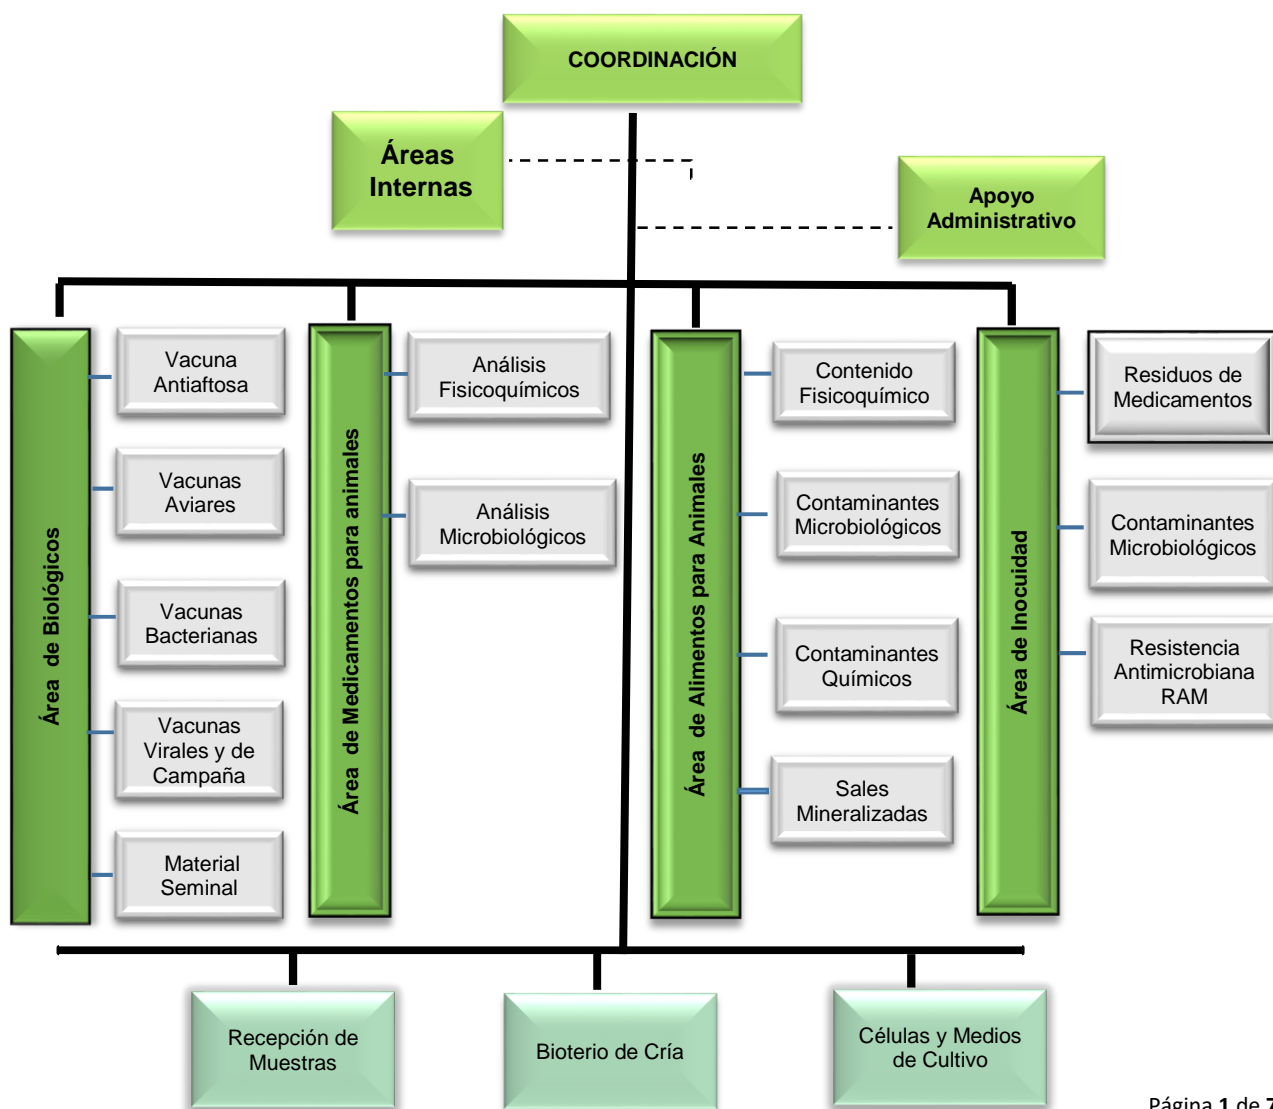 COORDINACIÓN
Áreas
Internas
Apoyo
Administrativo
Área de Biológicos
Vacuna
Antiaftosa
Vacunas
Aviares
Vacunas
Bacterianas
Vacunas
Virales y de
Campaña
Material
Seminal
Área de Medicamentos para animales
Análisis
Fisicoquímicos
Análisis
Microbiológicos
Área de Alimentos para Animales
Contenido
Fisicoquímico
Contaminantes
Microbiológicos
Contaminantes
Químicos
Sales
Mineralizadas
Área de Inocuidad
Residuos de
Medicamentos
Contaminantes
Microbiológicos
Resistencia
Antimicrobiana
RAM
Recepción de
Muestras
Bioterio de Cría
Células y Medios
de Cultivo
Página 1 de 7